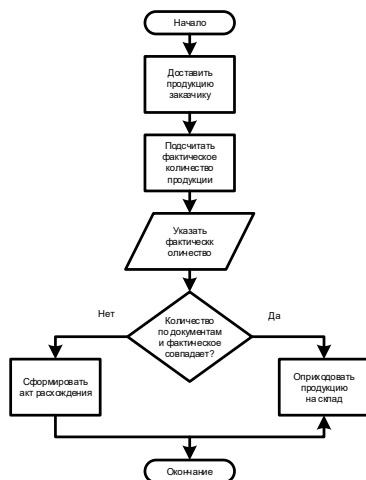 Начало
Доставить
продукцию
заказчику
Подсчитать
фактическое
количество
продукции
Указать
фактическк
оличество
Количество
по документам
и фактическое
совпадает?
Нет
Да
Сформировать
акт расхождения
Оприходовать
продукцию
на склад
Окончание